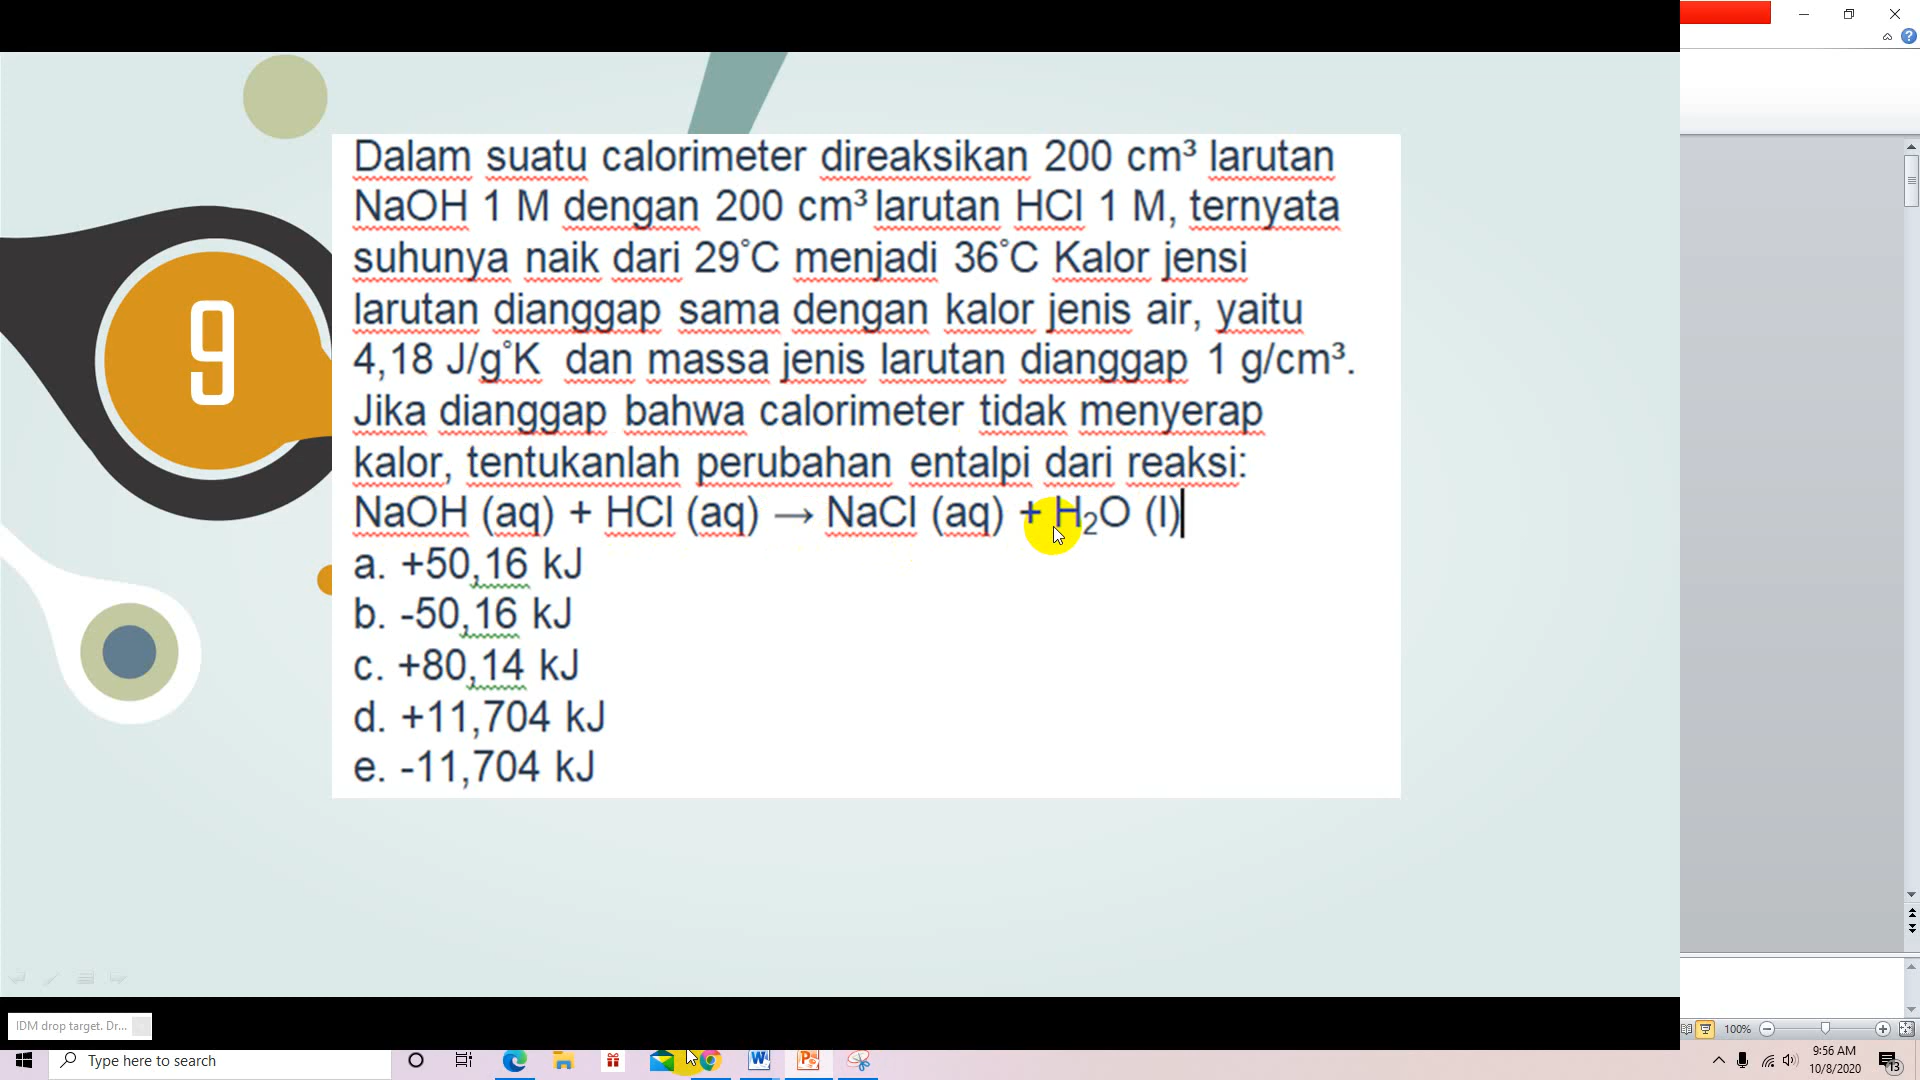 9
Dalam suatu calorimeter direaksikan 200 cm³ larutan
NaOH 1 M dengan 200 cm³ larutan HCl 1 M, ternyata
suhunya naik dari 29°C menjadi 36°C Kalor jensi
larutan dianggap sama dengan kalor jenis air, yaitu
4,18 J/g°K dan massa jenis larutan dianggap 1 g/cm³.
Jika dianggap bahwa calorimeter tidak menyerap
kalor, tentukanlah perubahan entalpi dari reaksi:
NaOH (aq) + HCl (aq) → NaCl (aq) + H₂O (l)
a. +50,16 kJ
b. -50,16 kJ
c. +80,14 kJ
d. +11,704 kJ
e. -11,704 kJ
IDM drop target. Dr...
100%
Type here to search
9:56 AM
10/8/2020
13